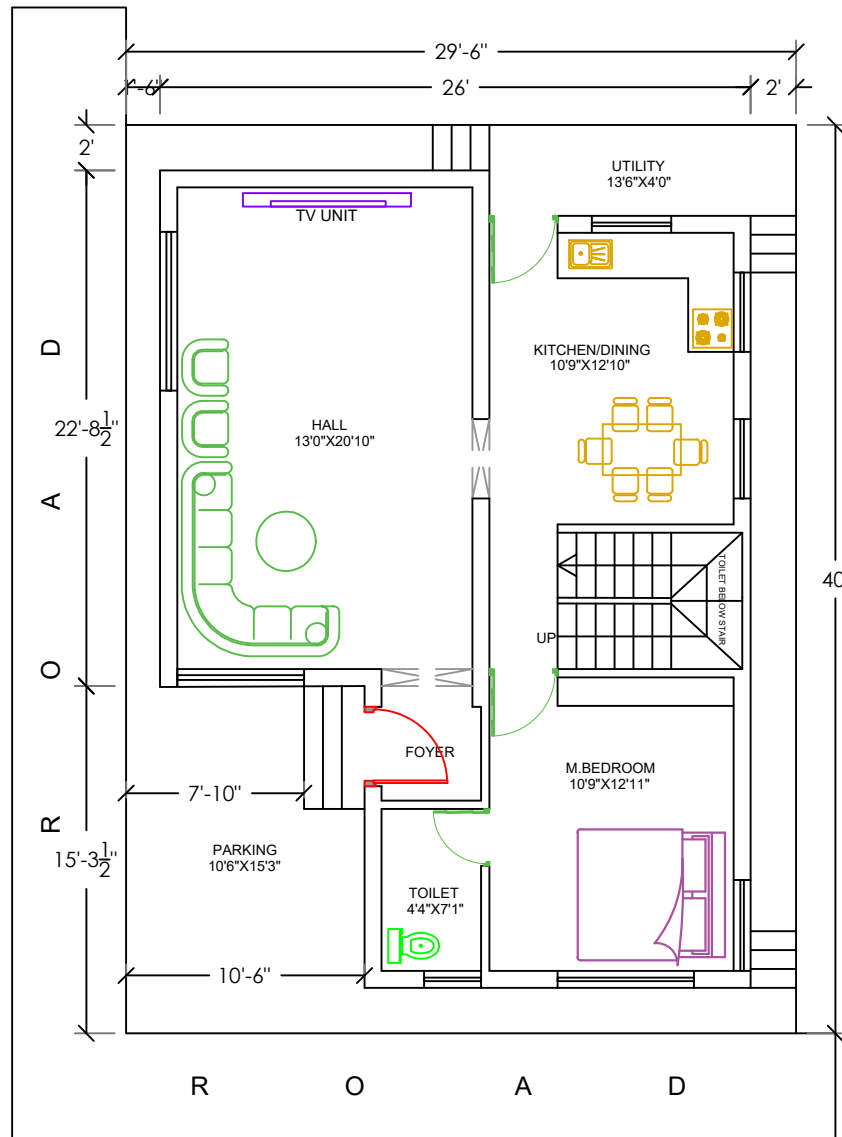 29'-6"
1'-6"
26'
2'
2'
UTILITY
13'6"X4'0"
TV UNIT
KITCHEN/DINING
10'9"X12'10"
D
22'-8½"
HALL
13'0"X20'10"
A
40
TOILET BELOW STAIR
UP
O
FOYER
M.BEDROOM
10'9"X12'11"
7'-10"
R
15'-3½"
PARKING
10'6"X15'3"
TOILET
4'4"X7'1"
10'-6"
R O A D